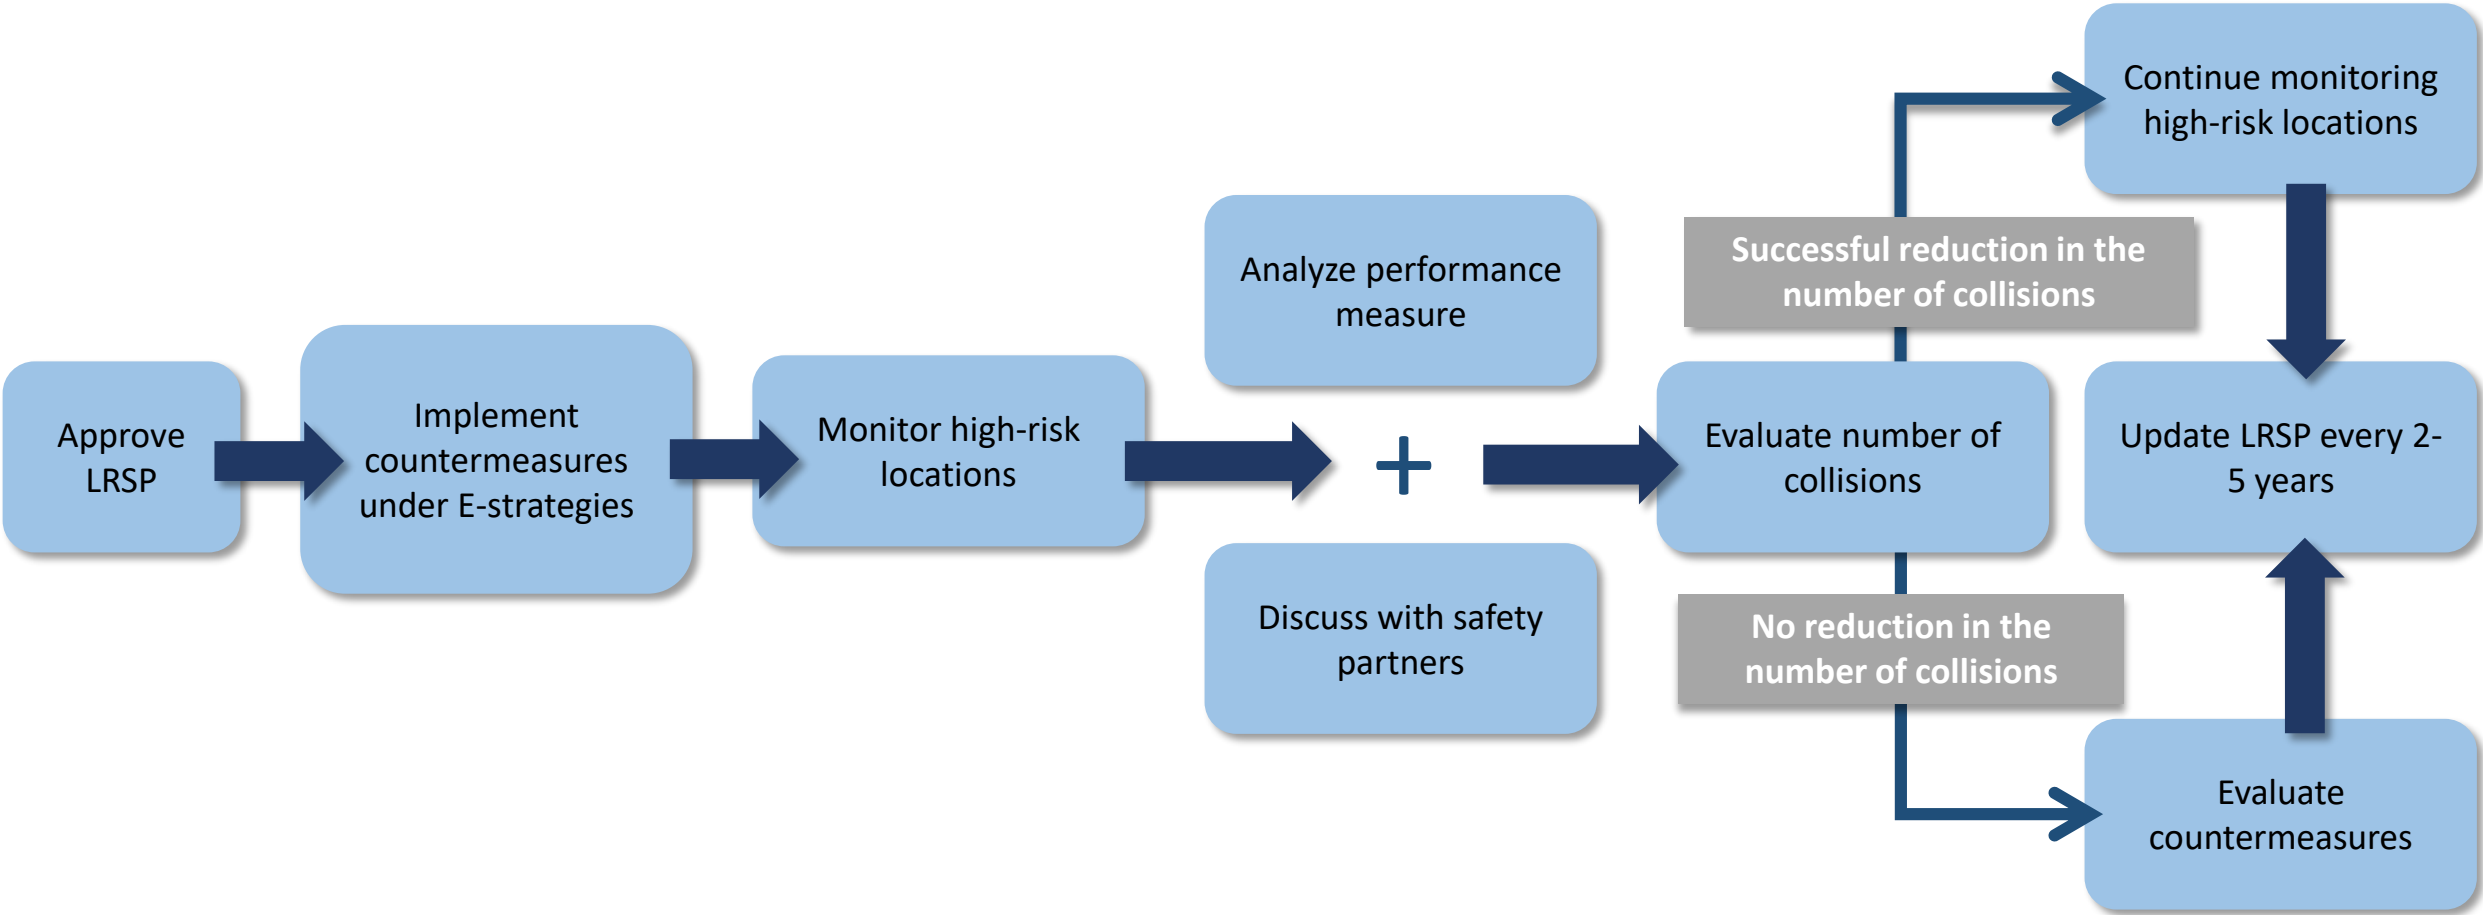 Approve
LRSP
Implement
countermeasures
under E-strategies
Monitor high-risk
locations
Analyze performance
measure
+
Discuss with safety
partners
Evaluate number of
collisions
Successful reduction in the
number of collisions
No reduction in the
number of collisions
Continue monitoring
high-risk locations
Update LRSP every 2-
5 years
Evaluate
countermeasures